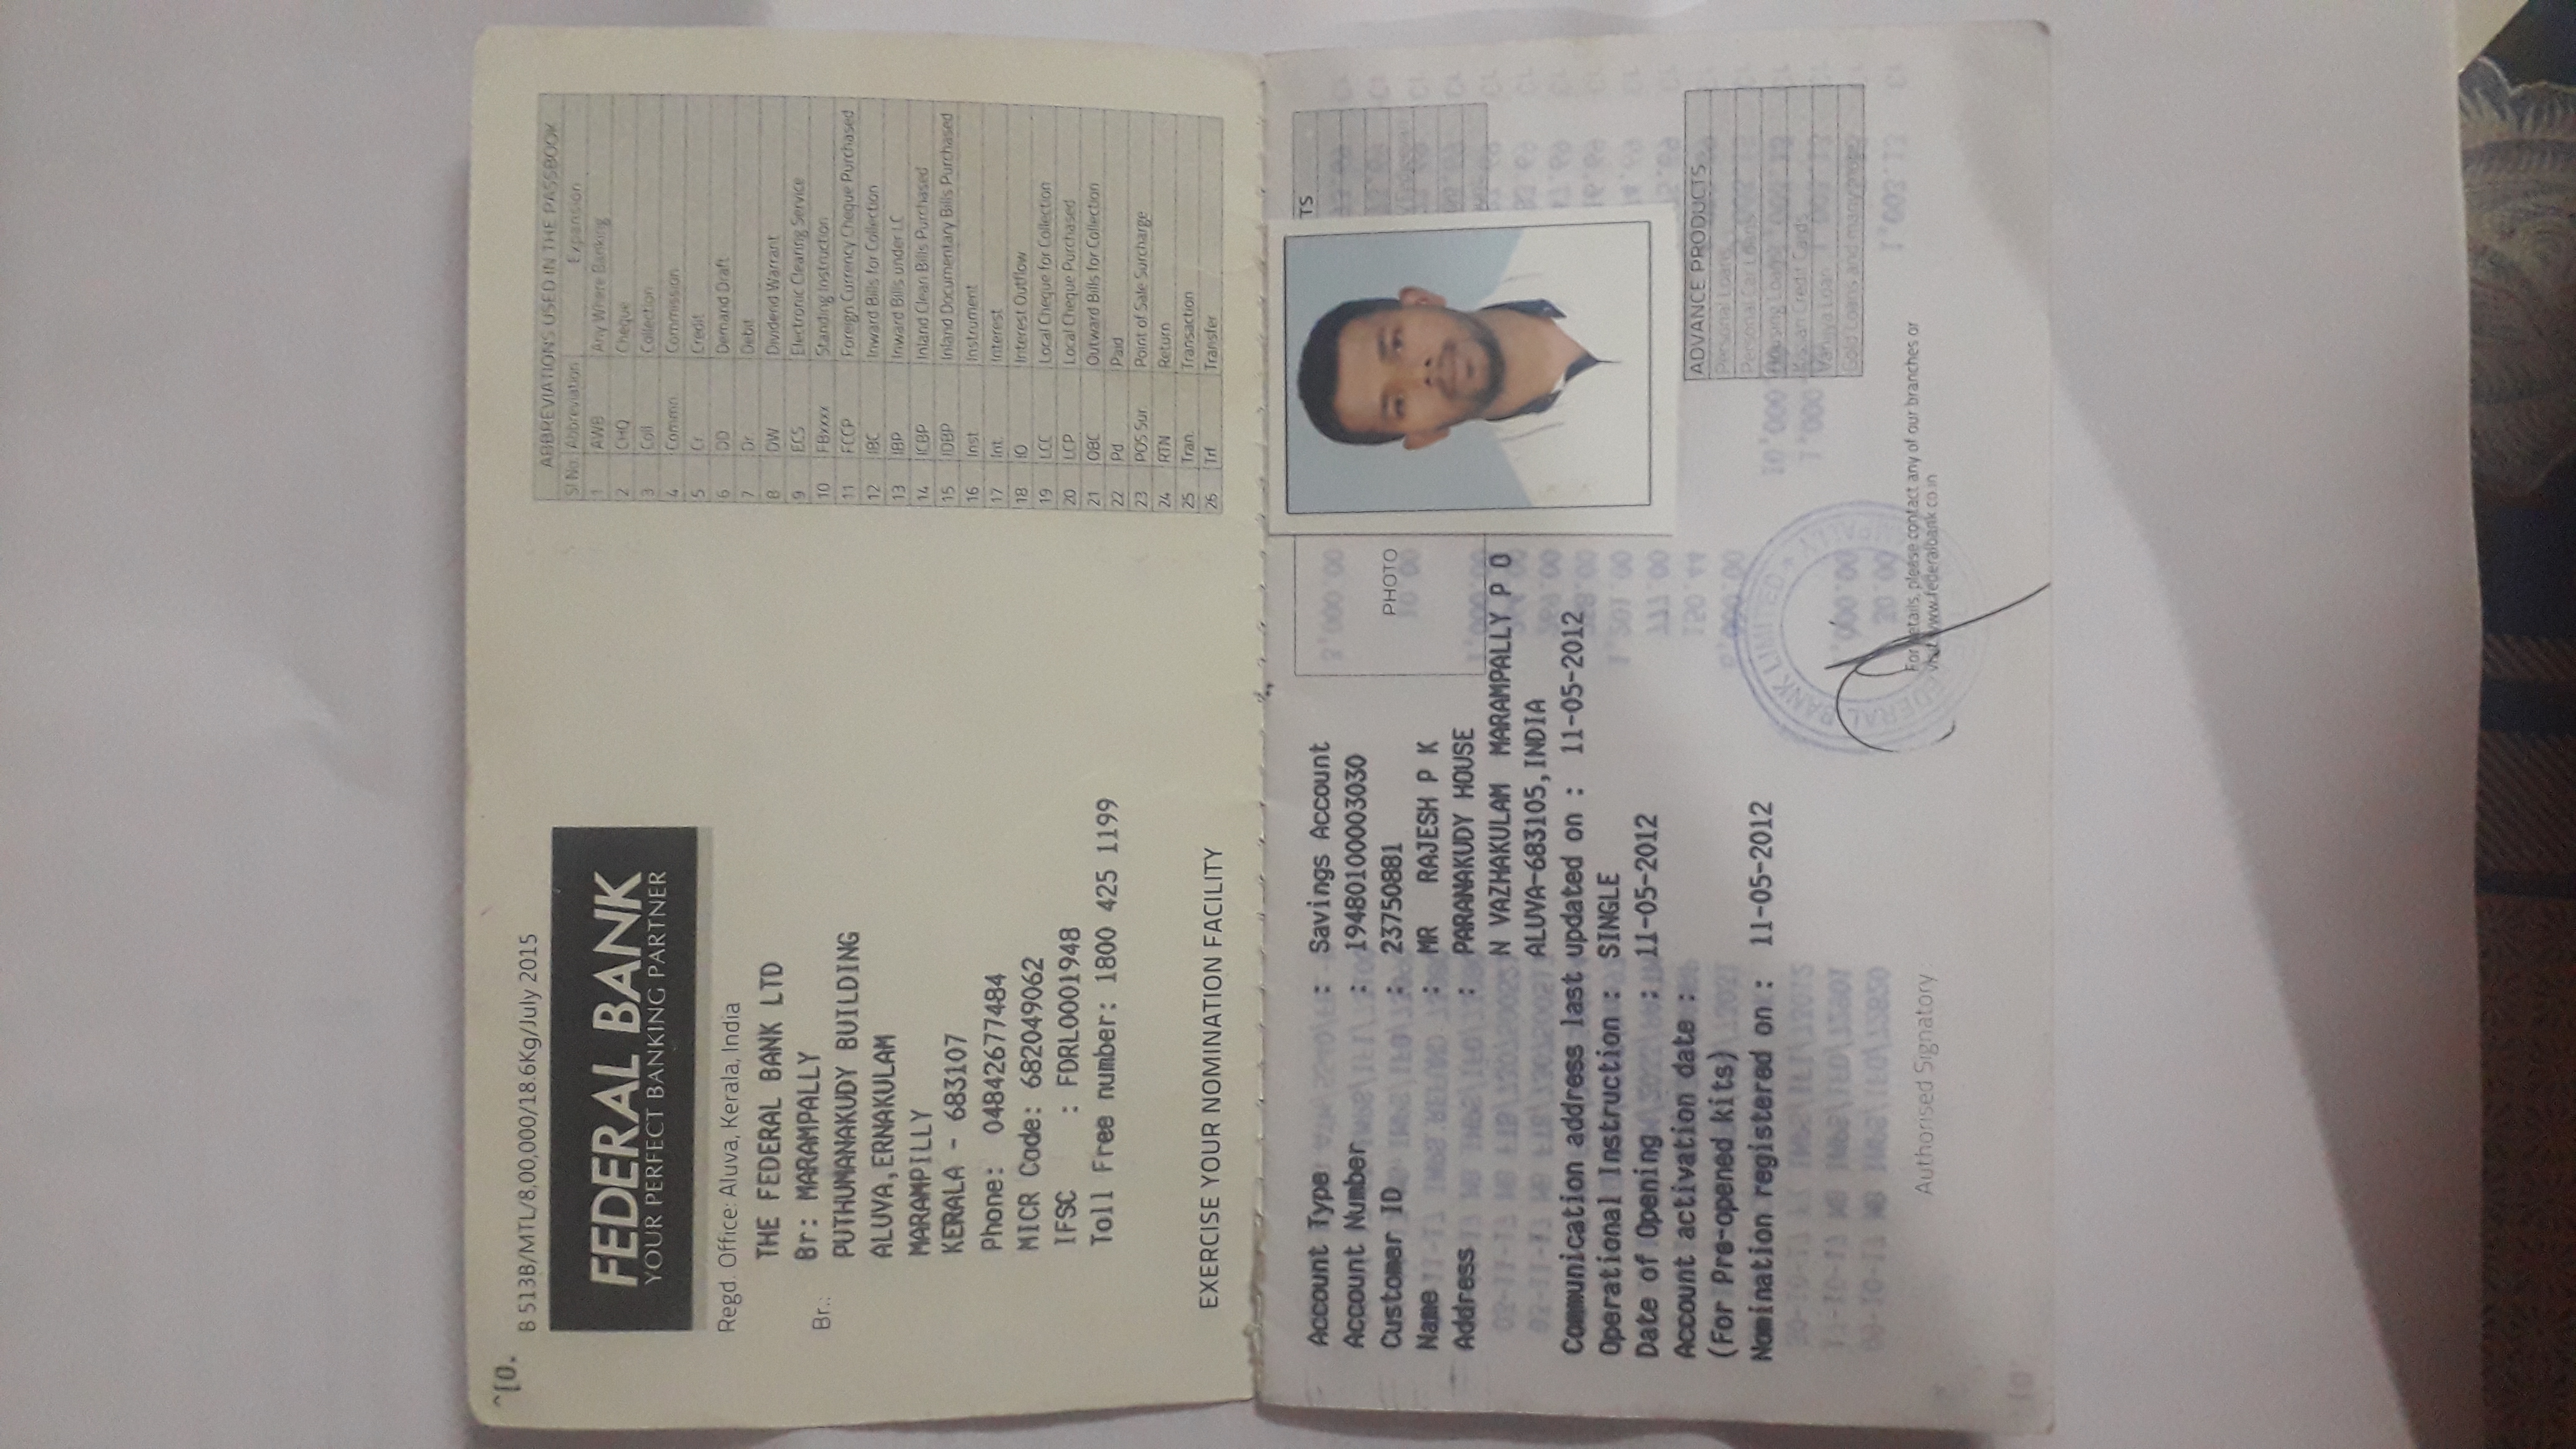 ^[0.
B 513B/MTL/8,00,000/18.6Kg/July 2015
FEDERAL BANK
YOUR PERFECT BANKING PARTNER
Regd. Office: Aluva, Kerala, India
THE FEDERAL BANK LTD
Br.: Br: MARAMPALLY
PUTHUMANAKUDY BUILDING
ALUVA,ERNAKULAM
MARAMPILLY
KERALA - 683107
Phone: 04842677484
MICR Code: 682049062
IFSC : FDRL0001948
Toll Free number: 1800 425 1199
EXERCISE YOUR NOMINATION FACILITY
ABBREVIATIONS USED IN THE PASSBOOK
Sl No. Abbreviation Expansion
1 AWB Any Where Banking
2 CHQ Cheque
3 Coll Collection
4 Commn Commission
5 Cr Credit
6 DD Demand Draft
7 Dr Debit
8 DW Dividend Warrant
9 ECS Electronic Clearing Service
10 FBxxxx Standing Instruction
11 FCCP Foreign Currency Cheque Purchased
12 IBC Inward Bills for Collection
13 IBP Inward Bills under LC
14 ICBP Inland Clean Bills Purchased
15 IDBP Inland Documentary Bills Purchased
16 Inst Instrument
17 Int. Interest
18 IO Interest Outflow
19 LCC Local Cheque for Collection
20 LCP Local Cheque Purchased
21 OBC Outward Bills for Collection
22 Pd Paid
23 POS Sur Point of Sale Surcharge
24 RTN Return
25 Tran. Transaction
26 Trf Transfer
Account Type : Savings Account
Account Number : 19480100003030
Customer ID : 23750881
Name : MR RAJESH P K
Address : PARANAKUDY HOUSE
N VAZHAKULAM MARAMPALLY P O
ALUVA-683105,INDIA
Communication address last updated on : 11-05-2012
Operational Instruction : SINGLE
Date of Opening : 11-05-2012
Account activation date :
(For Pre-opened kits)
Nomination registered on : 11-05-2012
Authorised Signatory
PHOTO
TS
ADVANCE PRODUCTS
Personal Loans
Personal Car Loans
Housing Loans
Kissan Credit Cards
Vanijya Loan
Gold Loans and many more
BANK LIMITED
For details, please contact any of our branches or
visit www.federalbank.co.in